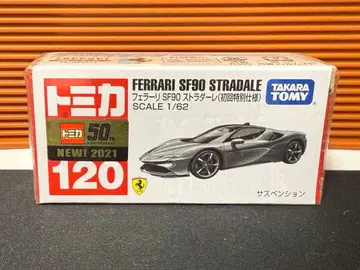 トミカ
トミカ 50th
NEW! 2021
120
FERRARI SF90 STRADALE
フェラーリ SF90 ストラダーレ(初回特別仕様)
SCALE 1/62
TAKARA TOMY
サスペンション